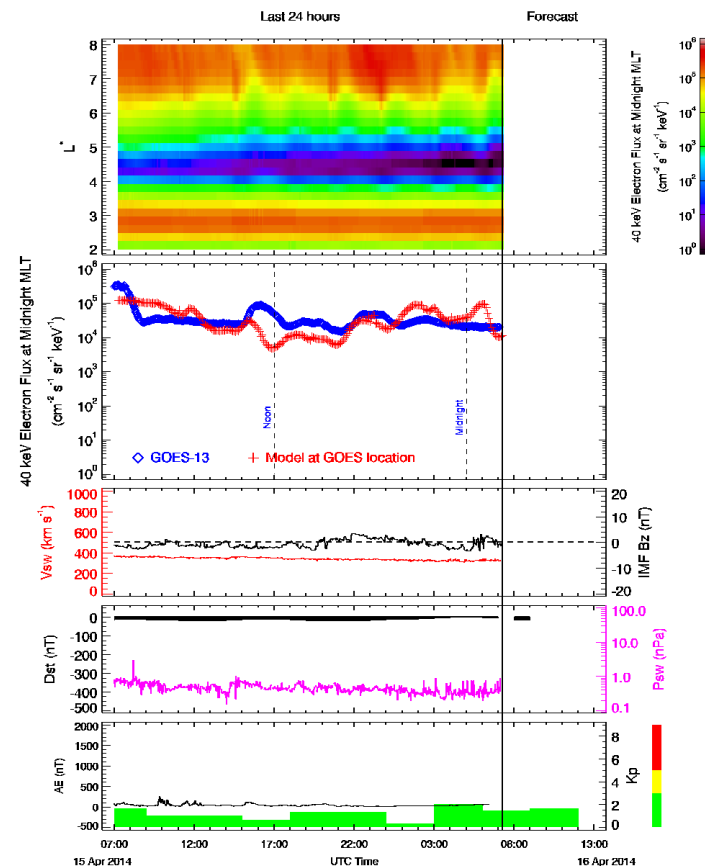 Last 24 hours
Forecast
8
7
6
5
4
3
2
L*
40 keV Electron Flux at Midnight MLT
(cm⁻² s⁻¹ sr⁻¹ keV⁻¹)
10⁶
10⁵
10⁴
10³
10²
10¹
10⁰
40 keV Electron Flux at Midnight MLT
(cm⁻² s⁻¹ sr⁻¹ keV⁻¹)
10⁶
10⁵
10⁴
10³
10²
10¹
10⁰
Noon
Midnight
GOES-13
Model at GOES location
Vsw (km s⁻¹)
1000
800
600
400
200
0
20
10
0
-10
-20
IMF Bz (nT)
Dst (nT)
0
-100
-200
-300
-400
-500
100.0
10.0
1.0
0.1
Psw (nPa)
AE (nT)
2000
1500
1000
500
0
-500
8
6
4
2
0
Kp
07:00 12:00 17:00 22:00 03:00 08:00 13:00
15 Apr 2014 UTC Time 16 Apr 2014